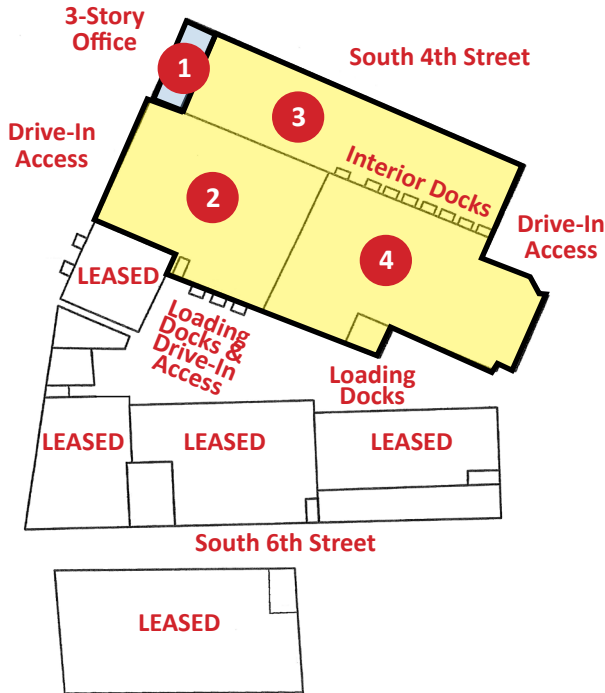 3-Story
Office
South 4th Street
1
3
Drive-In
Access
Interior Docks
2
Drive-In
Access
4
LEASED
Loading
Docks &
Drive-In
Access
Loading
Docks
LEASED
LEASED
LEASED
South 6th Street
LEASED